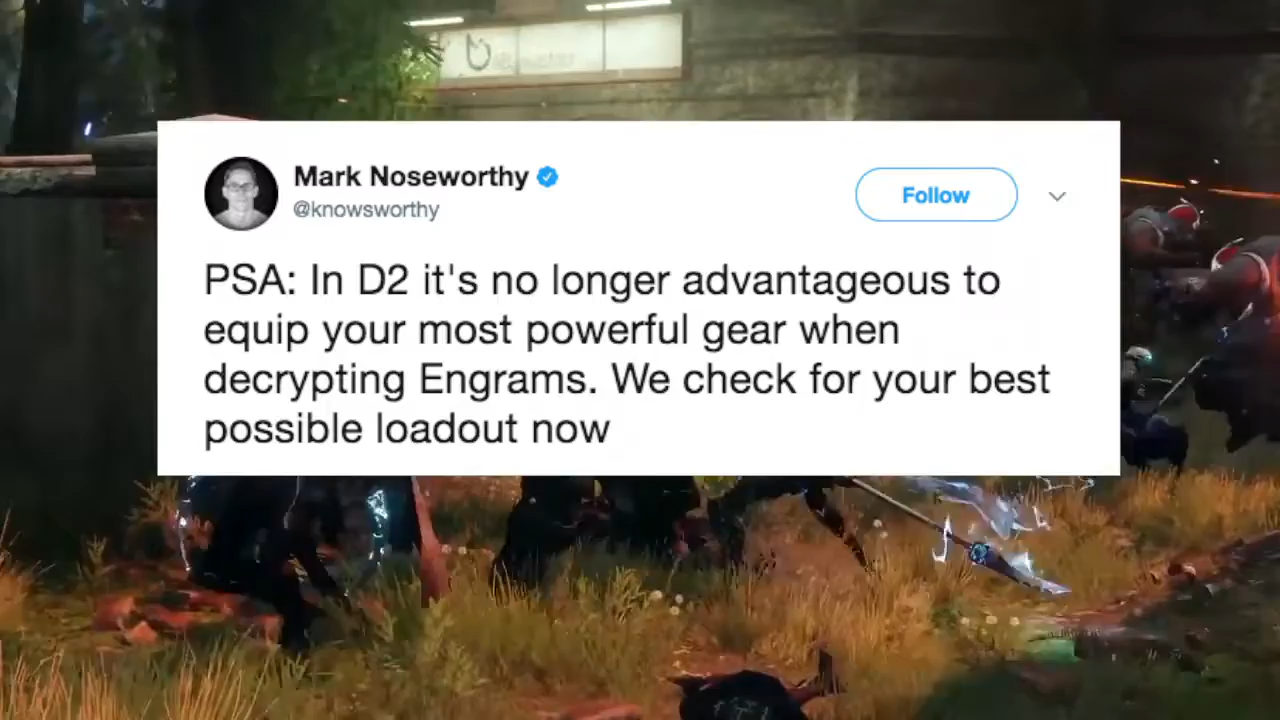 Mark Noseworthy
@knowsworthy
Follow
PSA: In D2 it's no longer advantageous to
equip your most powerful gear when
decrypting Engrams. We check for your best
possible loadout now